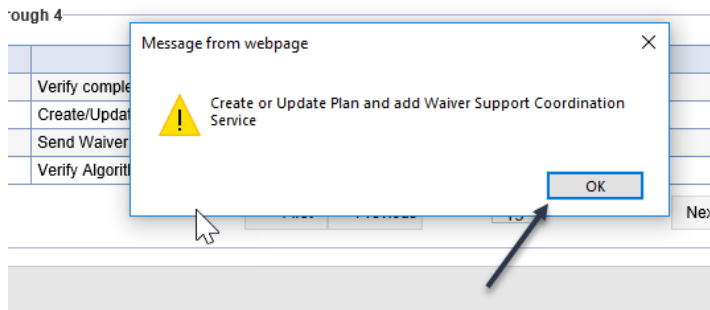 rough 4
Message from webpage
Verify comple
Create or Update Plan and add Waiver Support Coordination
Create/Updat
Service
Send Waiver
Verify Algorit
OK
Nex